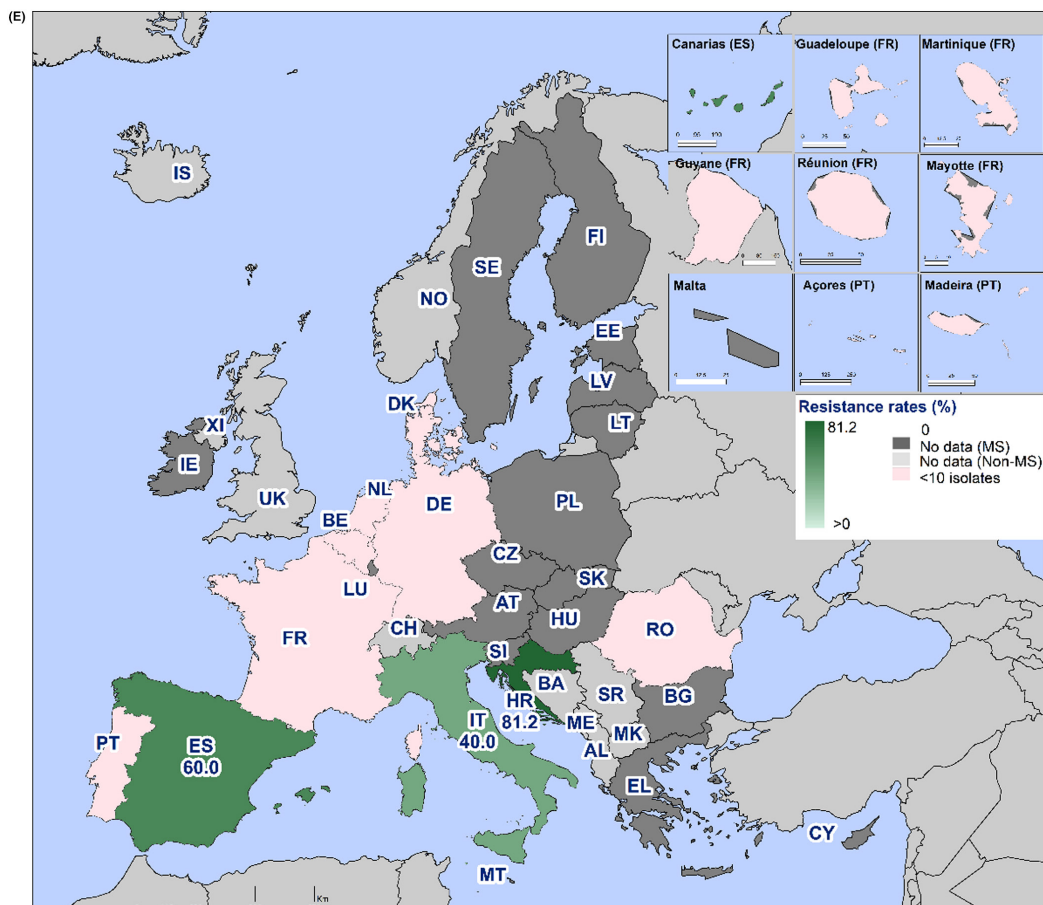 (E)
Canarias (ES)
Guadeloupe (FR)
Martinique (FR)
Guyane (FR)
Réunion (FR)
Mayotte (FR)
Malta
Açores (PT)
Madeira (PT)
IS
FI
SE
NO
EE
LV
DK
LT
XI
IE
UK
NL
BE
DE
PL
LU
CZ
SK
FR
CH
AT
HU
RO
SI
BA
SR
BG
HR
81.2
IT
40.0
ME
MK
AL
PT
ES
60.0
EL
CY
MT
Km
Resistance rates (%)
81.2
>0
0
No data (MS)
No data (Non-MS)
<10 isolates